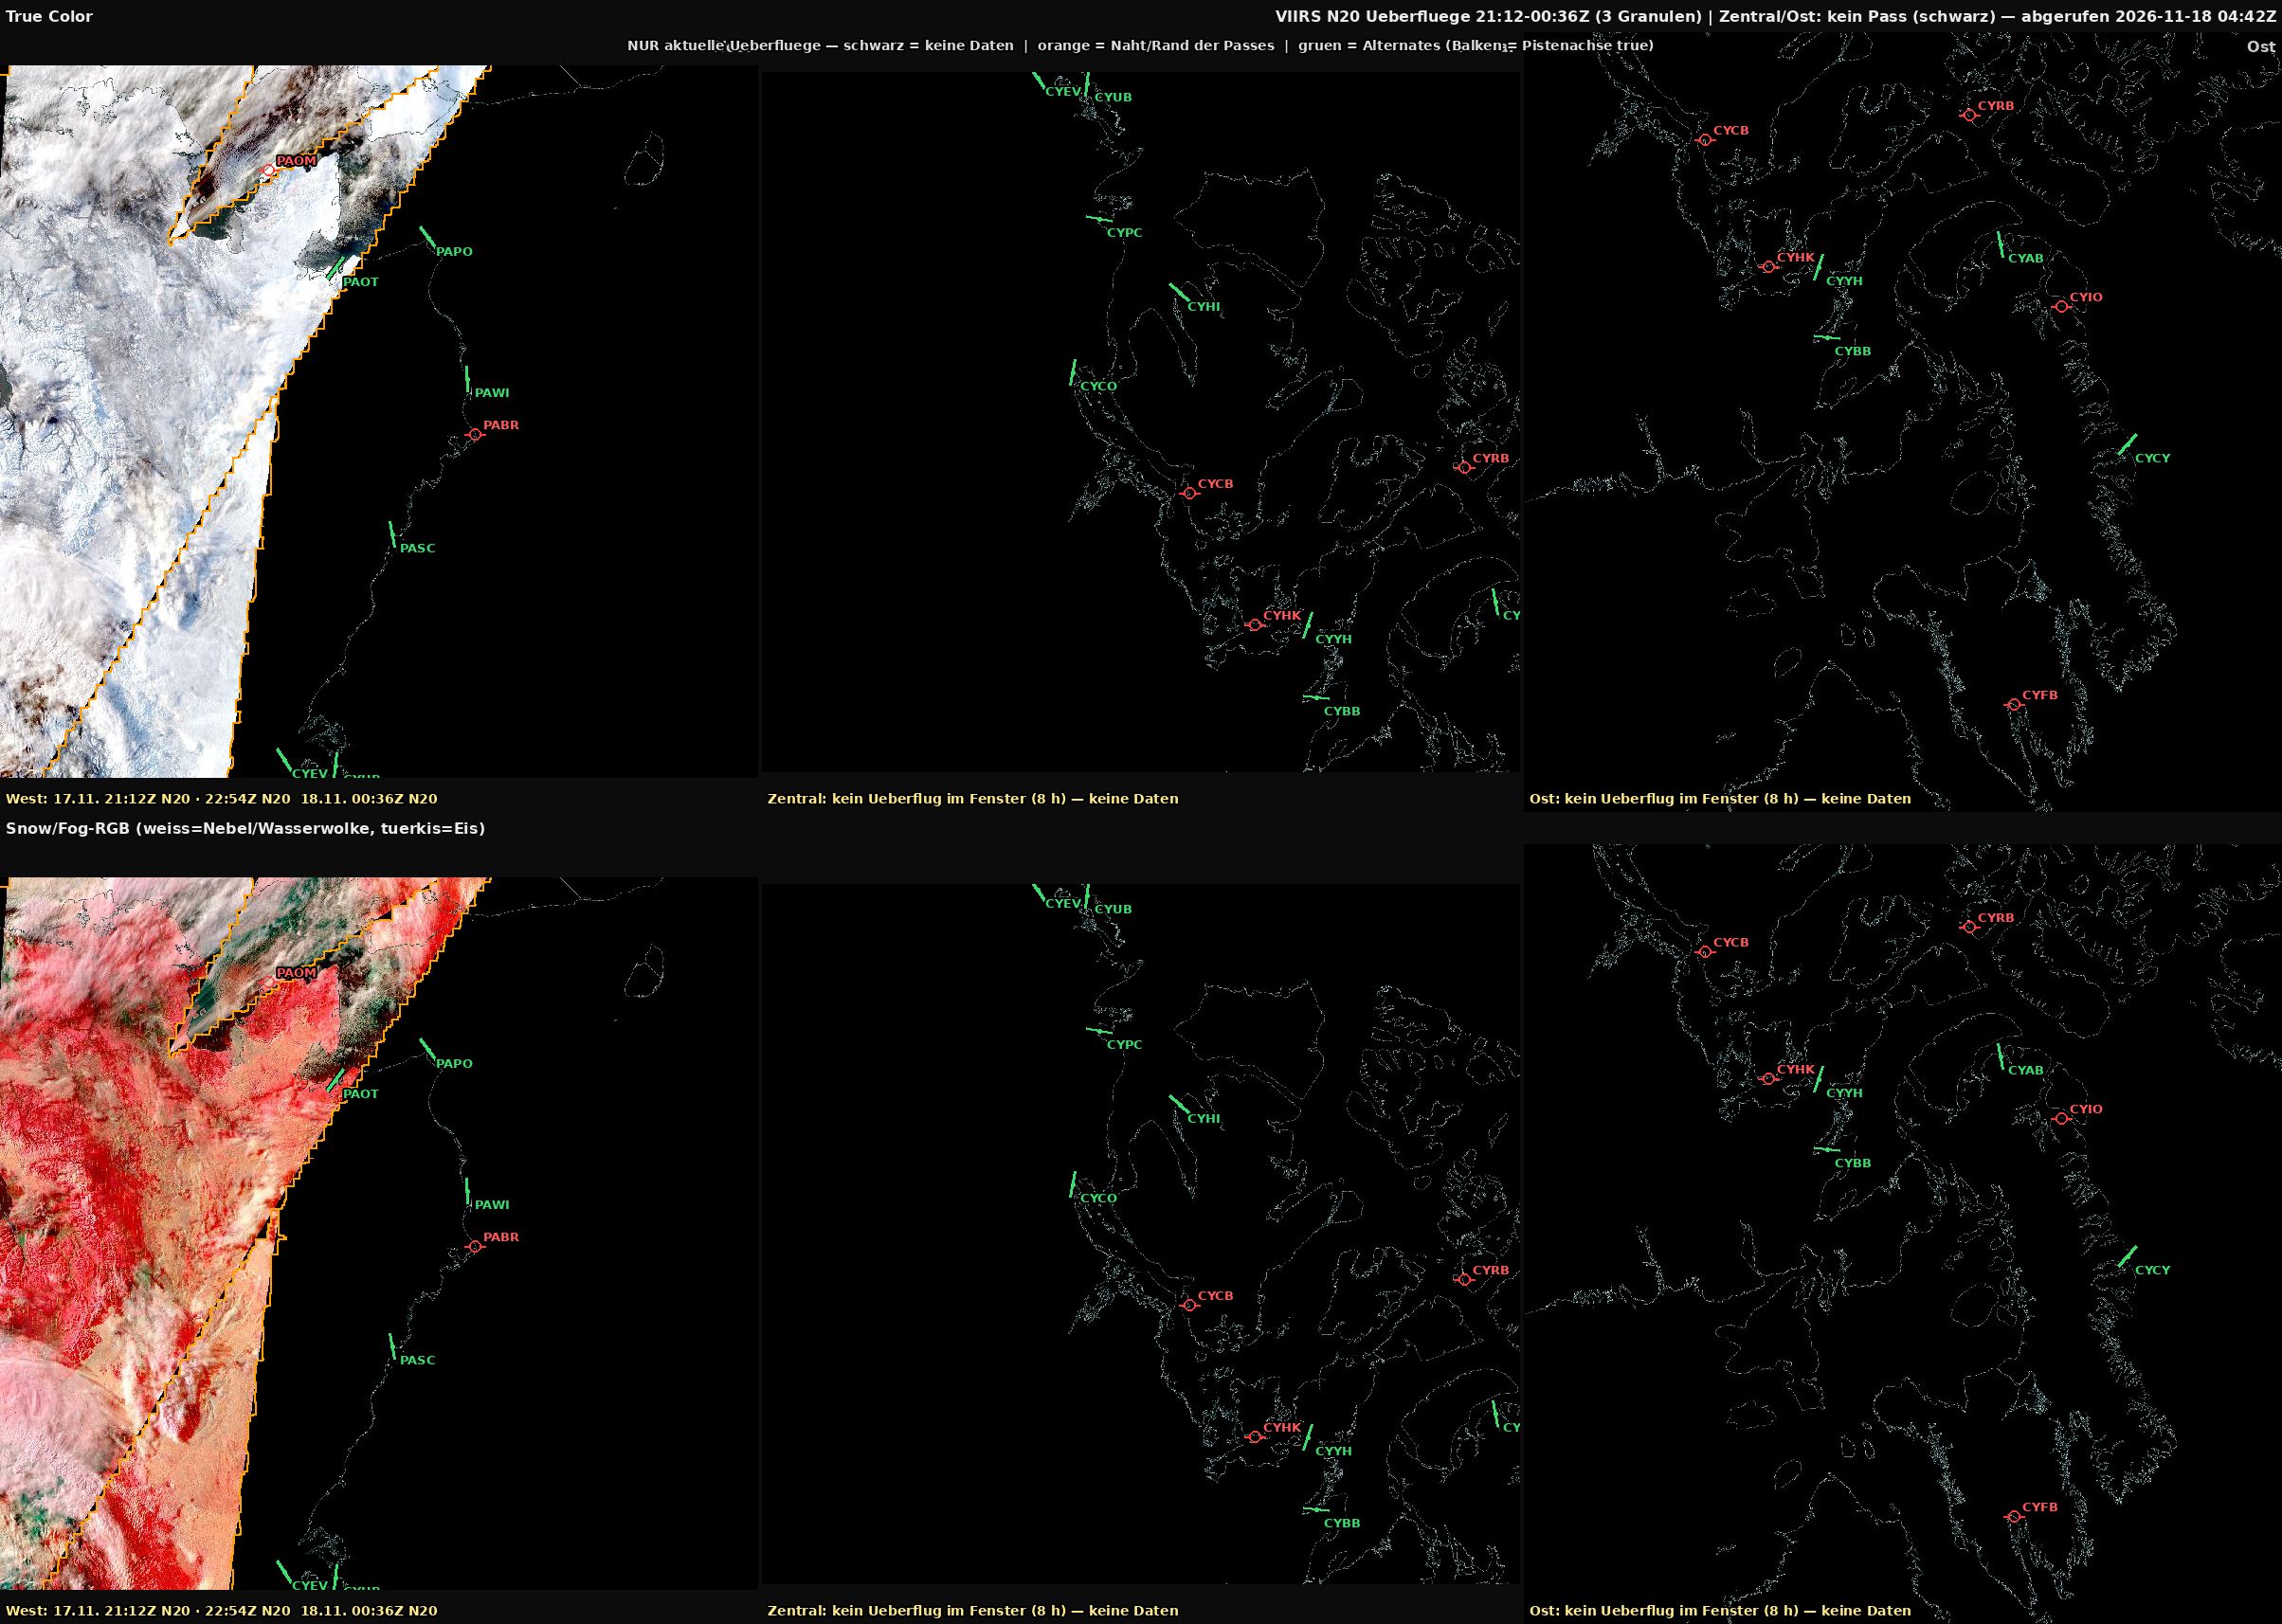 True Color
VIIRS N20 Ueberfluege 21:12-00:36Z (3 Granulen) | Zentral/Ost: kein Pass (schwarz) — abgerufen 2026-11-18 04:42Z
NUR aktuelle Ueberfluege — schwarz = keine Daten | orange = Naht/Rand der Passes | gruen = Alternates (Balken = Pistenachse true)
Ost
PAOM
PAPO
PAOT
PAWI
PABR
PASC
CYEV
CYUB
West: 17.11. 21:12Z N20 · 22:54Z N20 18.11. 00:36Z N20
CYEV
CYUB
CYPC
CYHI
CYCO
CYRB
CYCB
CYHK
CY
CYYH
CYBB
Zentral: kein Ueberflug im Fenster (8 h) — keine Daten
CYRB
CYCB
CYHK
CYAB
CYYH
CYIO
CYBB
CYCY
CYFB
Ost: kein Ueberflug im Fenster (8 h) — keine Daten
Snow/Fog-RGB (weiss=Nebel/Wasserwolke, tuerkis=Eis)
PAOM
PAPO
PAOT
PAWI
PABR
PASC
CYEV
CYUB
West: 17.11. 21:12Z N20 · 22:54Z N20 18.11. 00:36Z N20
CYEV
CYUB
CYPC
CYHI
CYCO
CYRB
CYCB
CYHK
CY
CYYH
CYBB
Zentral: kein Ueberflug im Fenster (8 h) — keine Daten
CYRB
CYCB
CYHK
CYAB
CYYH
CYIO
CYBB
CYCY
CYFB
Ost: kein Ueberflug im Fenster (8 h) — keine Daten